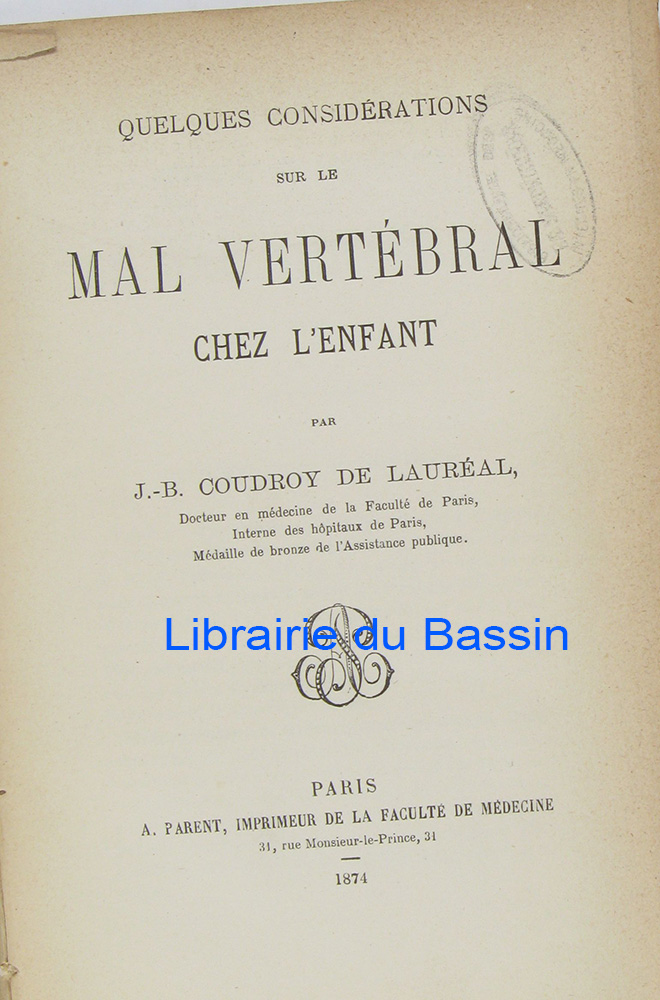 QUELQUES CONSIDÉRATIONS
SUR LE
MAL VERTÉBRAL
CHEZ L'ENFANT
PAR
J.-B. COUDROY DE LAURÉAL,
Docteur en médecine de la Faculté de Paris,
Interne des hôpitaux de Paris,
Médaille de bronze de l'Assistance publique.
Librairie du Bassin
PARIS
A. PARENT, IMPRIMEUR DE LA FACULTÉ DE MÉDECINE
31, rue Monsieur-le-Prince, 31
1874